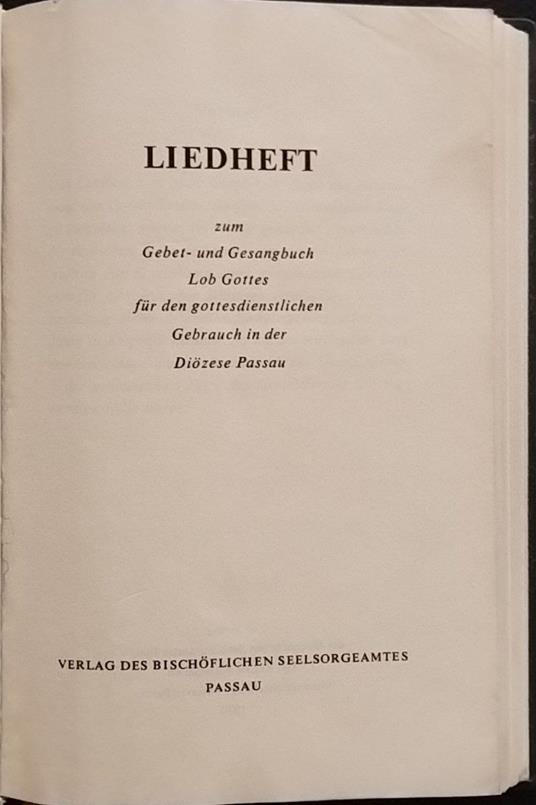 LIEDHEFT
zum
Gebet- und Gesangbuch
Lob Gottes
für den gottesdienstlichen
Gebrauch in der
Diözese Passau
VERLAG DES BISCHÖFLICHEN SEELSORGEAMTES
PASSAU